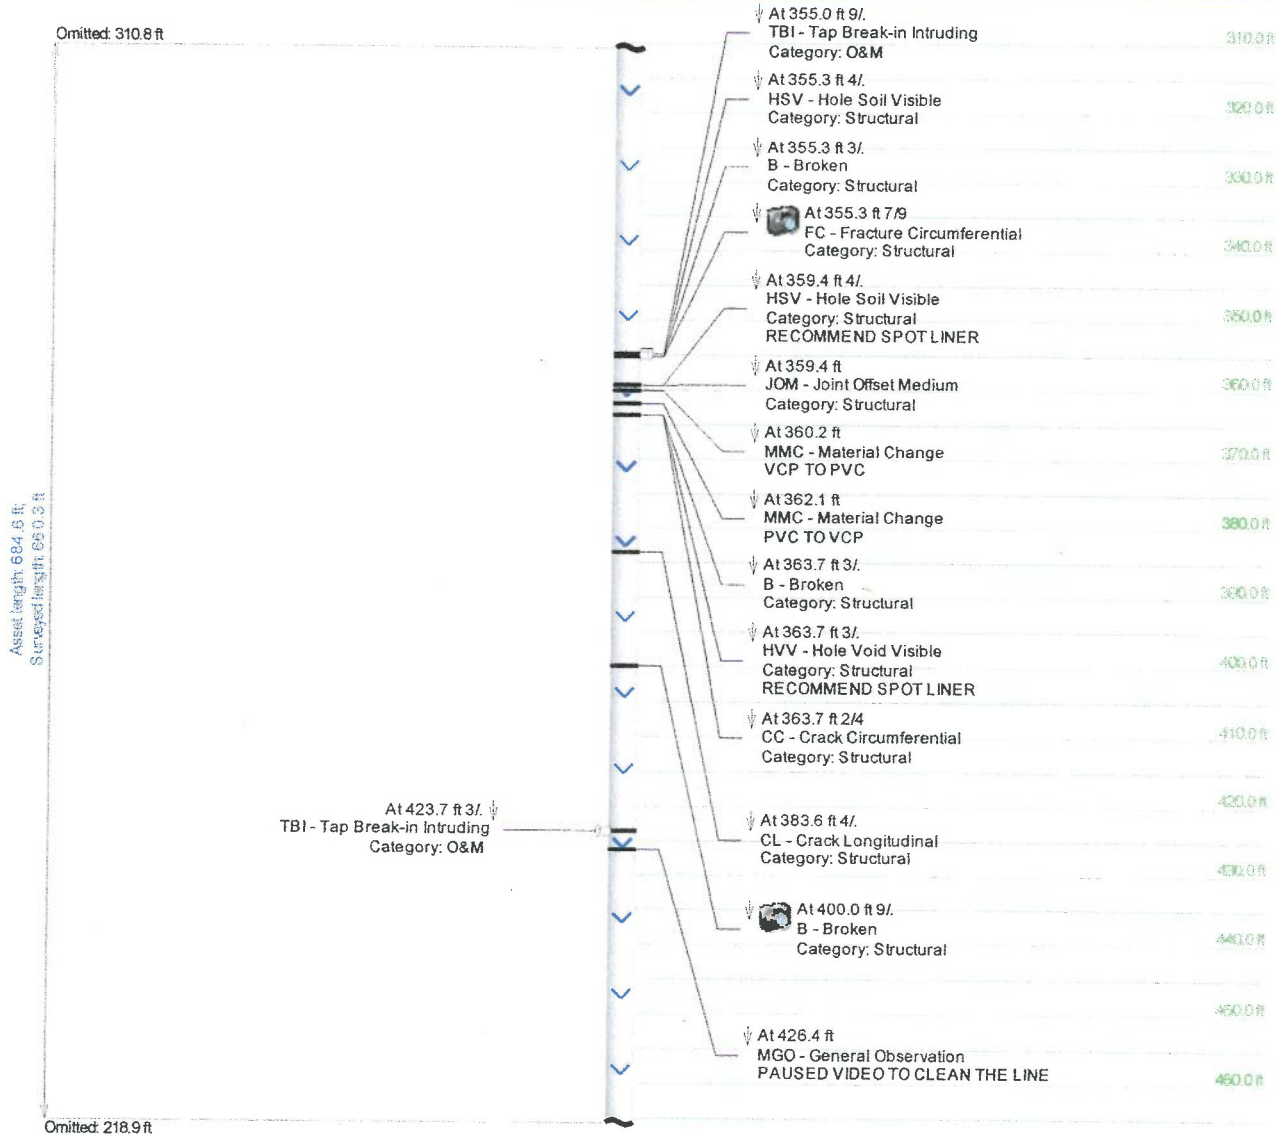 Omitted: 310.8 ft
At 355.0 ft 9/.
TBI - Tap Break-in Intruding
Category: O&M
At 355.3 ft 4/.
HSV - Hole Soil Visible
Category: Structural
At 355.3 ft 3/.
B - Broken
Category: Structural
At 355.3 ft 7/9
FC - Fracture Circumferential
Category: Structural
At 359.4 ft 4/.
HSV - Hole Soil Visible
Category: Structural
RECOMMEND SPOT LINER
At 359.4 ft
JOM - Joint Offset Medium
Category: Structural
At 360.2 ft
MMC - Material Change
VCP TO PVC
At 362.1 ft
MMC - Material Change
PVC TO VCP
At 363.7 ft 3/.
B - Broken
Category: Structural
At 363.7 ft 3/.
HVV - Hole Void Visible
Category: Structural
RECOMMEND SPOT LINER
At 363.7 ft 2/4
CC - Crack Circumferential
Category: Structural
At 383.6 ft 4/.
CL - Crack Longitudinal
Category: Structural
At 400.0 ft 9/.
B - Broken
Category: Structural
At 426.4 ft
MGO - General Observation
PAUSED VIDEO TO CLEAN THE LINE
At 423.7 ft 3/.
TBI - Tap Break-in Intruding
Category: O&M
Asset length: 684.6 ft;
Surveyed length: 660.3 ft
310.0 ft
320.0 ft
330.0 ft
340.0 ft
350.0 ft
360.0 ft
370.0 ft
380.0 ft
390.0 ft
400.0 ft
410.0 ft
420.0 ft
430.0 ft
440.0 ft
450.0 ft
460.0 ft
Omitted: 218.9 ft